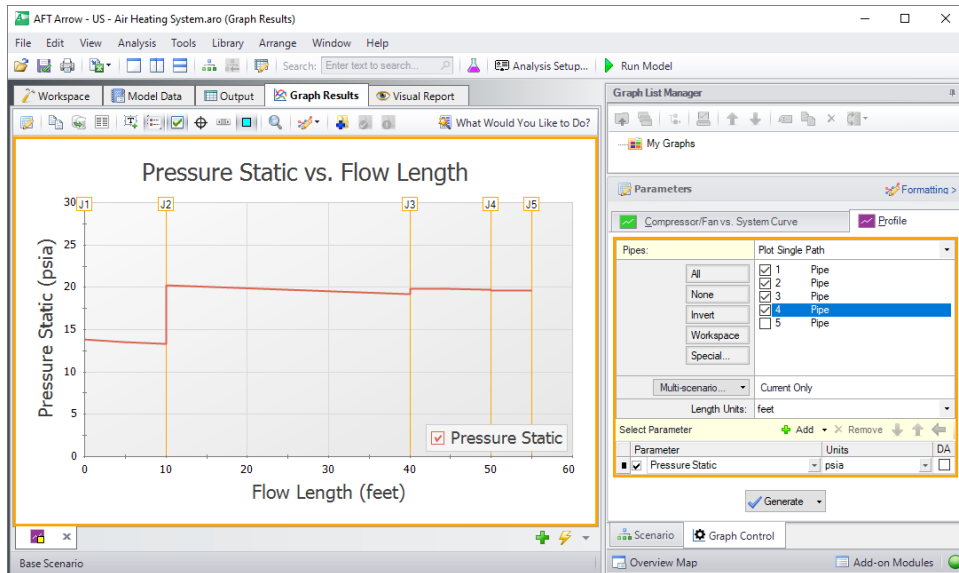 AFT Arrow - US - Air Heating System.aro (Graph Results)
File Edit View Analysis Tools Library Arrange Window Help
Search: Enter text to search... Analysis Setup... Run Model
Workspace Model Data Output Graph Results Visual Report
What Would You Like to Do?
Pressure Static vs. Flow Length
J1 J2 J3 J4 J5
30
25
20
15
10
5
0
Pressure Static (psia)
Pressure Static
0 10 20 30 40 50 60
Flow Length (feet)
Base Scenario
Graph List Manager
My Graphs
Parameters Formatting >
Compressor/Fan vs. System Curve Profile
Pipes: Plot Single Path
All
None
Invert
Workspace
Special...
1 Pipe
2 Pipe
3 Pipe
4 Pipe
5 Pipe
Multi-scenario... Current Only
Length Units: feet
Select Parameter Add Remove
Parameter Units DA
Pressure Static psia
Generate
Scenario Graph Control
Overview Map Add-on Modules